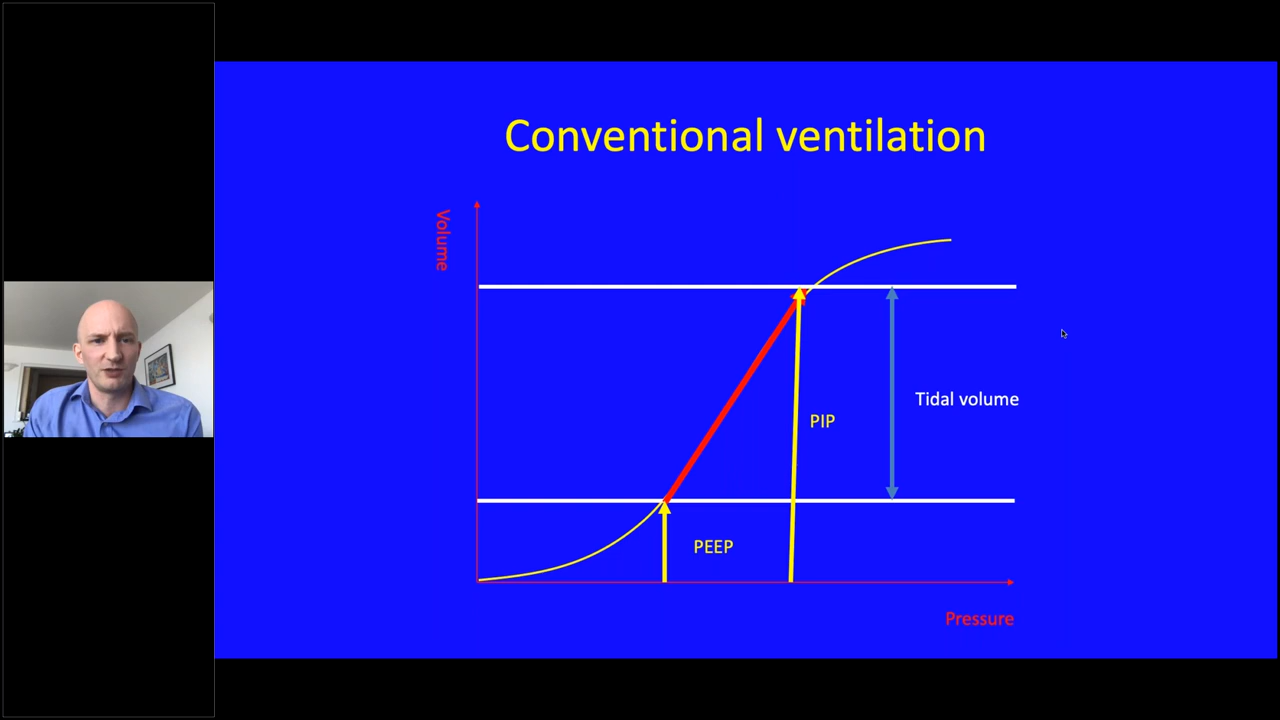 Conventional ventilation
Volume
Tidal volume
PIP
PEEP
Pressure